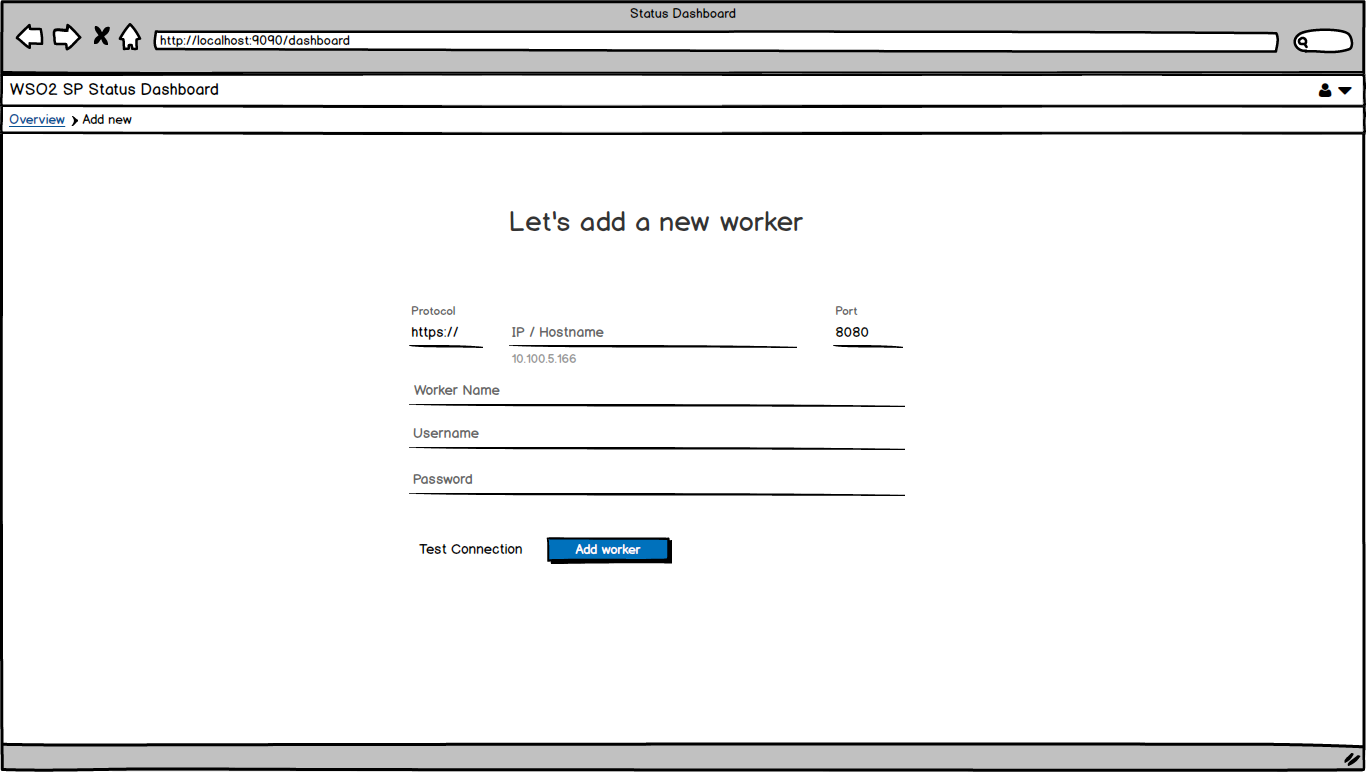 Status Dashboard
http://localhost:9090/dashboard
WSO2 SP Status Dashboard
Overview Add new
Let's add a new worker
Protocol Port
https:// IP / Hostname 8080
10.100.5.166
Worker Name
Username
Password
Test Connection Add worker